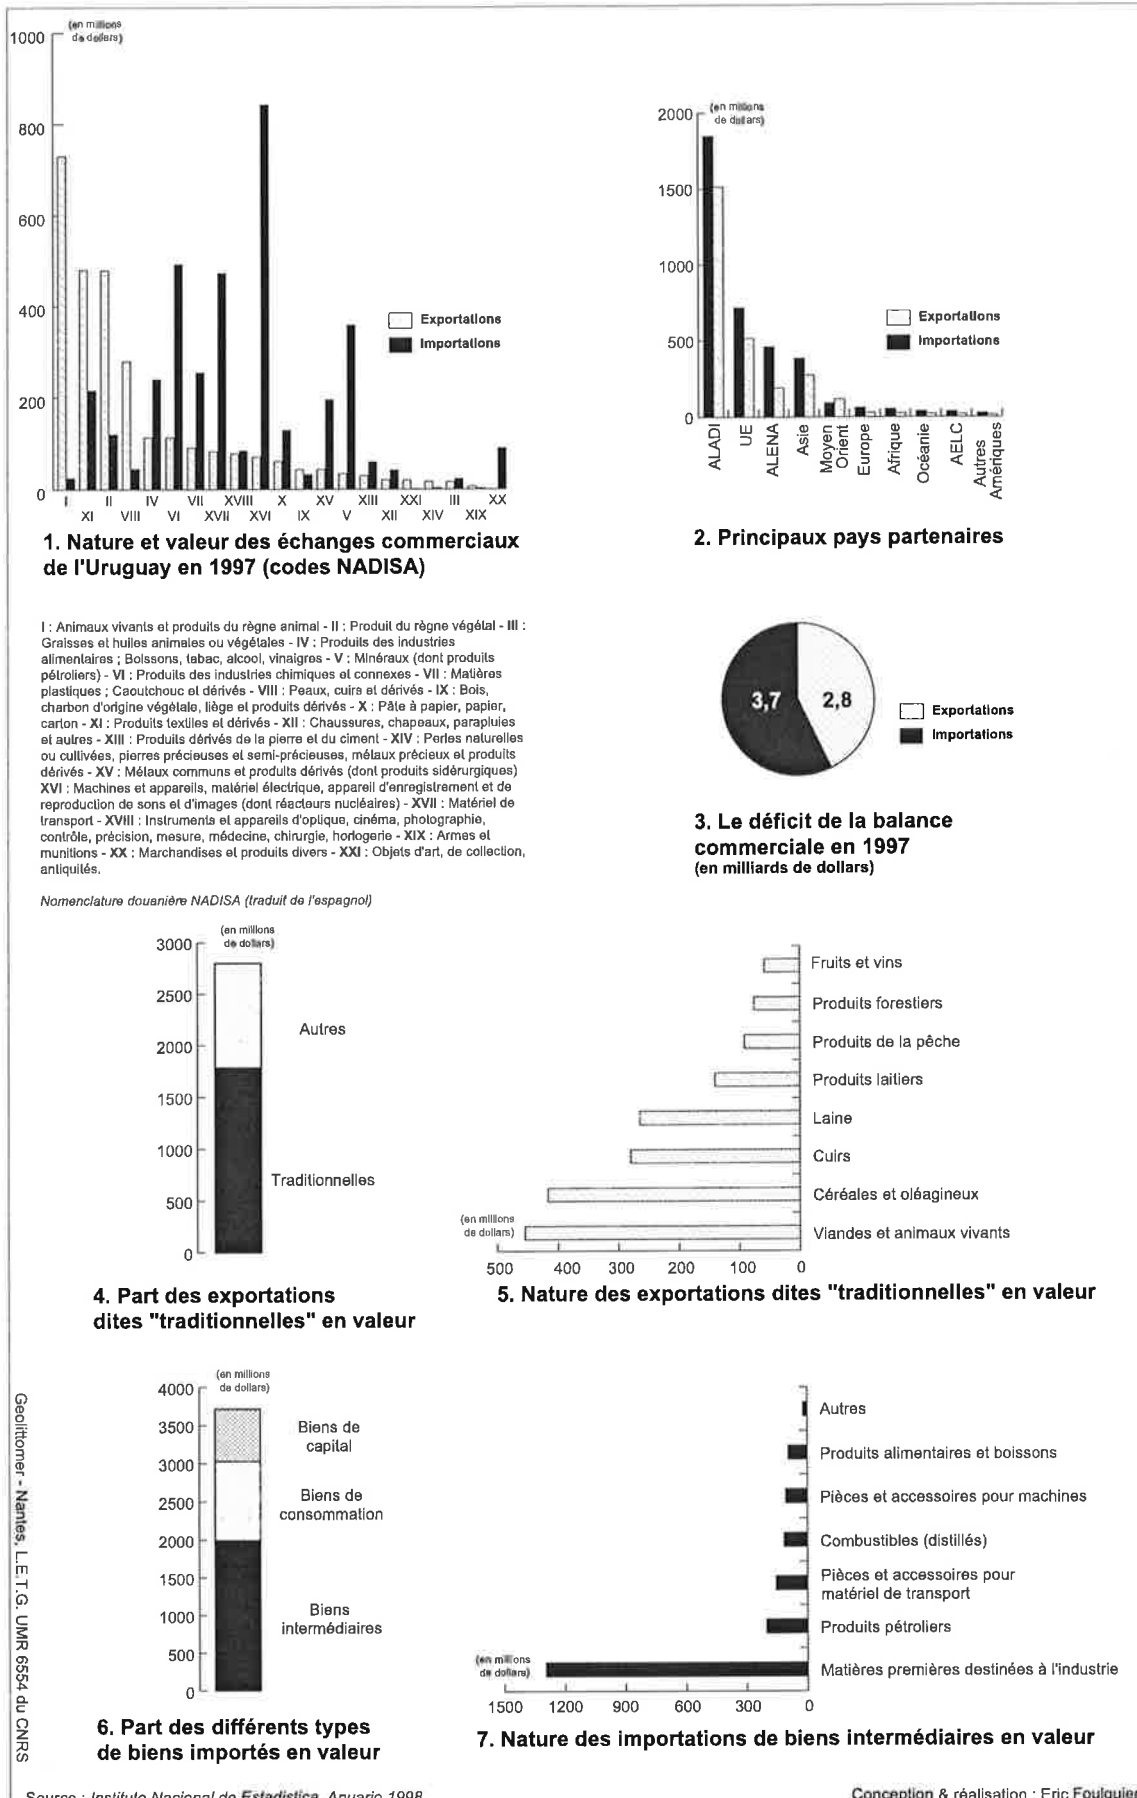 (en millions
de dollars)
1000
800
600
400
200
0
Exportations
Importations
I
II
IV
VII
XVIII
X
XV
XIII
XXI
III
XX
XI
VIII
VI
XVII
XVI
IX
V
XII
XIV
XIX
1. Nature et valeur des échanges commerciaux
de l'Uruguay en 1997 (codes NADISA)
(en millions
de dollars)
2000
1500
1000
500
0
Exportations
Importations
ALADI
UE
ALENA
Asie
Moyen
Orient
Europe
Afrique
Océanie
AELC
Autres
Amériques
2. Principaux pays partenaires
I : Animaux vivants et produits du règne animal - II : Produit du règne végétal - III :
Graisses et huiles animales ou végétales - IV : Produits des industries
alimentaires ; Boissons, tabac, alcool, vinaigres - V : Minéraux (dont produits
pétroliers) - VI : Produits des industries chimiques et connexes - VII : Matières
plastiques ; Caoutchouc et dérivés - VIII : Peaux, cuirs et dérivés - IX : Bois,
charbon d'origine végétale, liège et produits dérivés - X : Pâte à papier, papier,
carton - XI : Produits textiles et dérivés - XII : Chaussures, chapeaux, parapluies
et autres - XIII : Produits dérivés de la pierre et du ciment - XIV : Perles naturelles
ou cultivées, pierres précieuses et semi-précieuses, métaux précieux et produits
dérivés - XV : Métaux communs et produits dérivés (dont produits sidérurgiques)
XVI : Machines et appareils, matériel électrique, appareil d'enregistrement et de
reproduction de sons et d'images (dont réacteurs nucléaires) - XVII : Matériel de
transport - XVIII : Instruments et appareils d'optique, cinéma, photographie,
contrôle, précision, mesure, médecine, chirurgie, horlogerie - XIX : Armes et
munitions - XX : Marchandises et produits divers - XXI : Objets d'art, de collection,
antiquités.
Nomenclature douanière NADISA (traduit de l'espagnol)
3,7
2,8
Exportations
Importations
3. Le déficit de la balance
commerciale en 1997
(en milliards de dollars)
(en millions
de dollars)
3000
2500
2000
1500
1000
500
0
Autres
Traditionnelles
4. Part des exportations
dites "traditionnelles" en valeur
Fruits et vins
Produits forestiers
Produits de la pêche
Produits laitiers
Laine
Cuirs
Céréales et oléagineux
Viandes et animaux vivants
(en millions
de dollars)
500 400 300 200 100 0
5. Nature des exportations dites "traditionnelles" en valeur
(en millions
de dollars)
4000
3500
3000
2500
2000
1500
1000
500
0
Biens de
capital
Biens de
consommation
Biens
intermédiaires
6. Part des différents types
de biens importés en valeur
Autres
Produits alimentaires et boissons
Pièces et accessoires pour machines
Combustibles (distillés)
Pièces et accessoires pour
matériel de transport
Produits pétroliers
Matières premières destinées à l'industrie
(en millions
de dollars)
1500 1200 900 600 300 0
7. Nature des importations de biens intermédiaires en valeur
Geolittomer - Nantes, L.E.T.G. UMR 6554 du CNRS
Source : Instituto Nacional de Estadistica, Anuario 1998
Conception & réalisation : Eric Foulquier